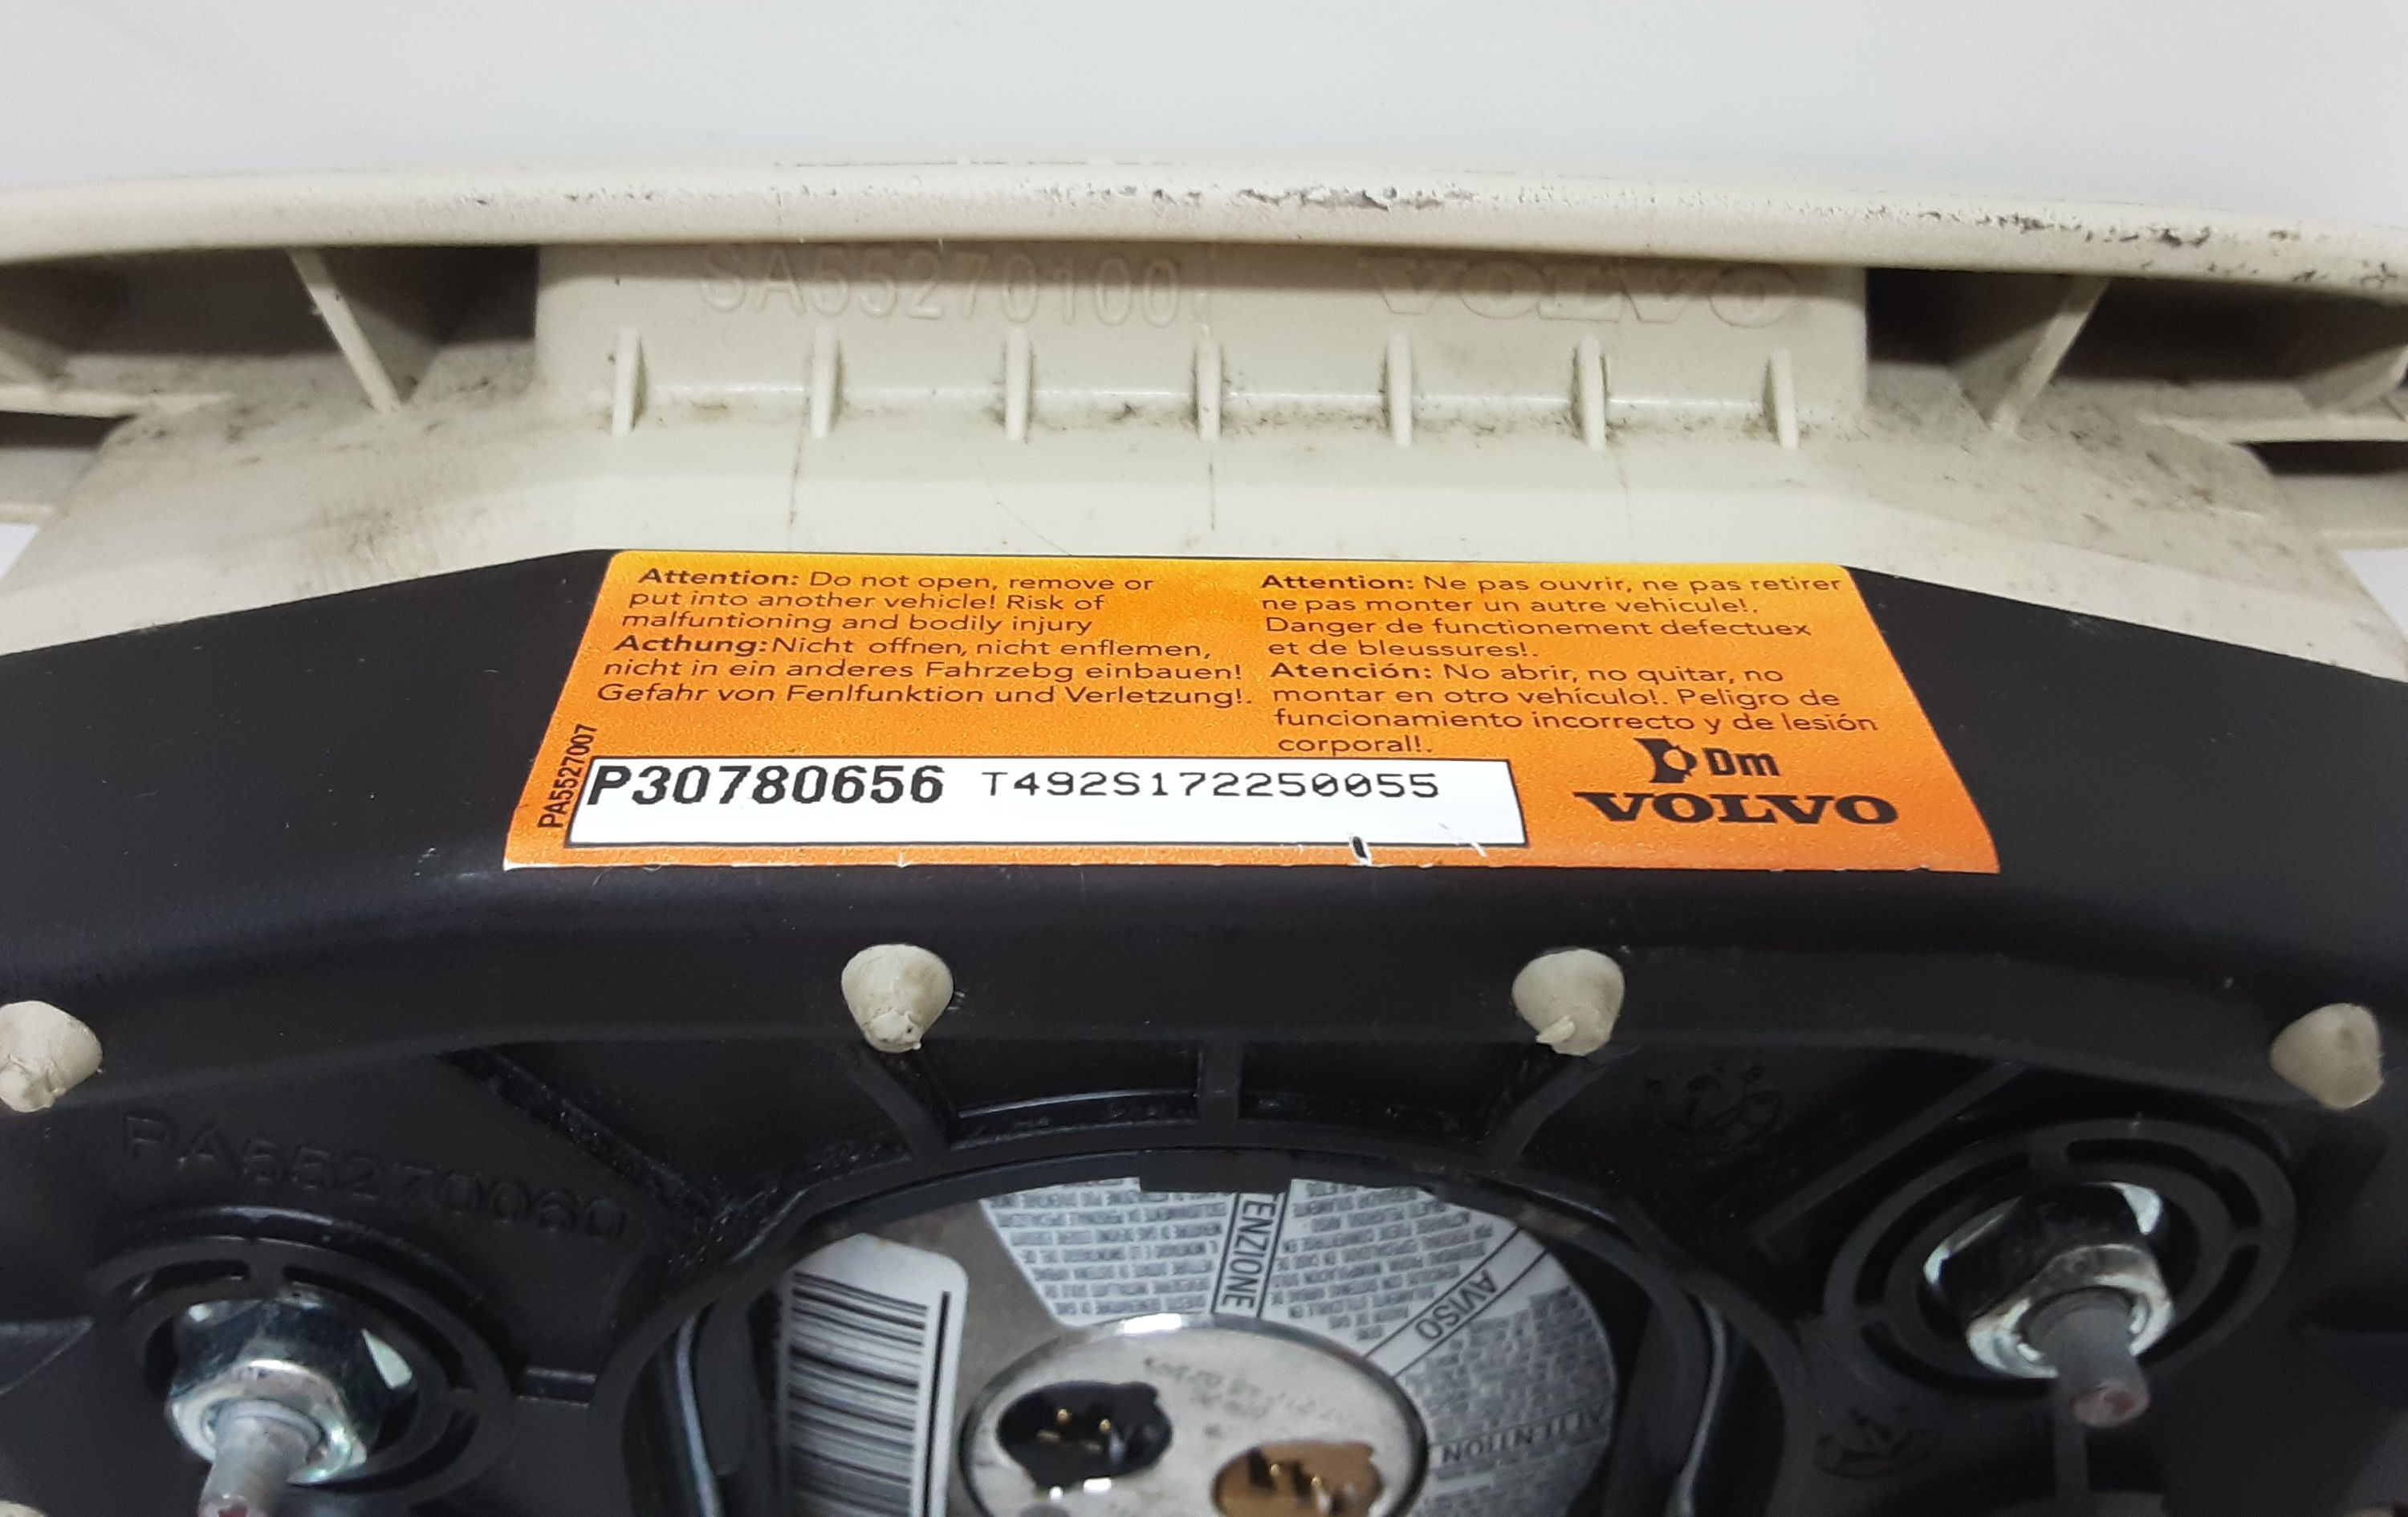 SA55270100
VOLVO
Attention: Do not open, remove or
put into another vehicle! Risk of
malfuntioning and bodily injury
Acthung: Nicht offnen, nicht enflemen,
nicht in ein anderes Fahrzebg einbauen!
Gefahr von Fenlfunktion und Verletzung!.
Attention: Ne pas ouvrir, ne pas retirer
ne pas monter un autre vehicule!.
Danger de functionement defectuex
et de bleussures!.
Atención: No abrir, no quitar, no
montar en otro vehículo!. Peligro de
funcionamiento incorrecto y de lesión
corporal!.
PA5527007
P30780656 T492S172250055
Dm
VOLVO
PA55270060
ENZIONE
AVISO
ATTENTION